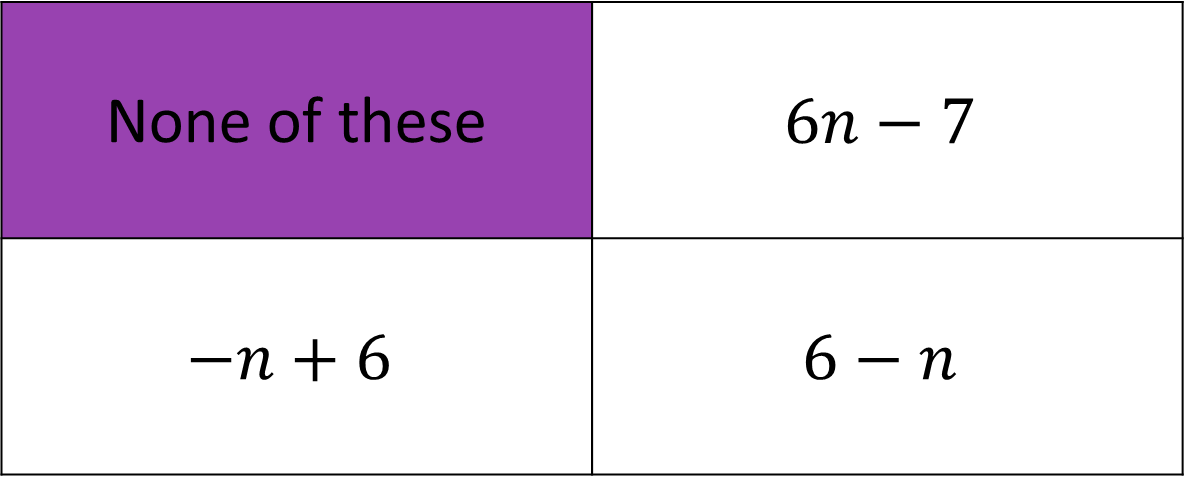 None of these
6n − 7
−n + 6
6 − n